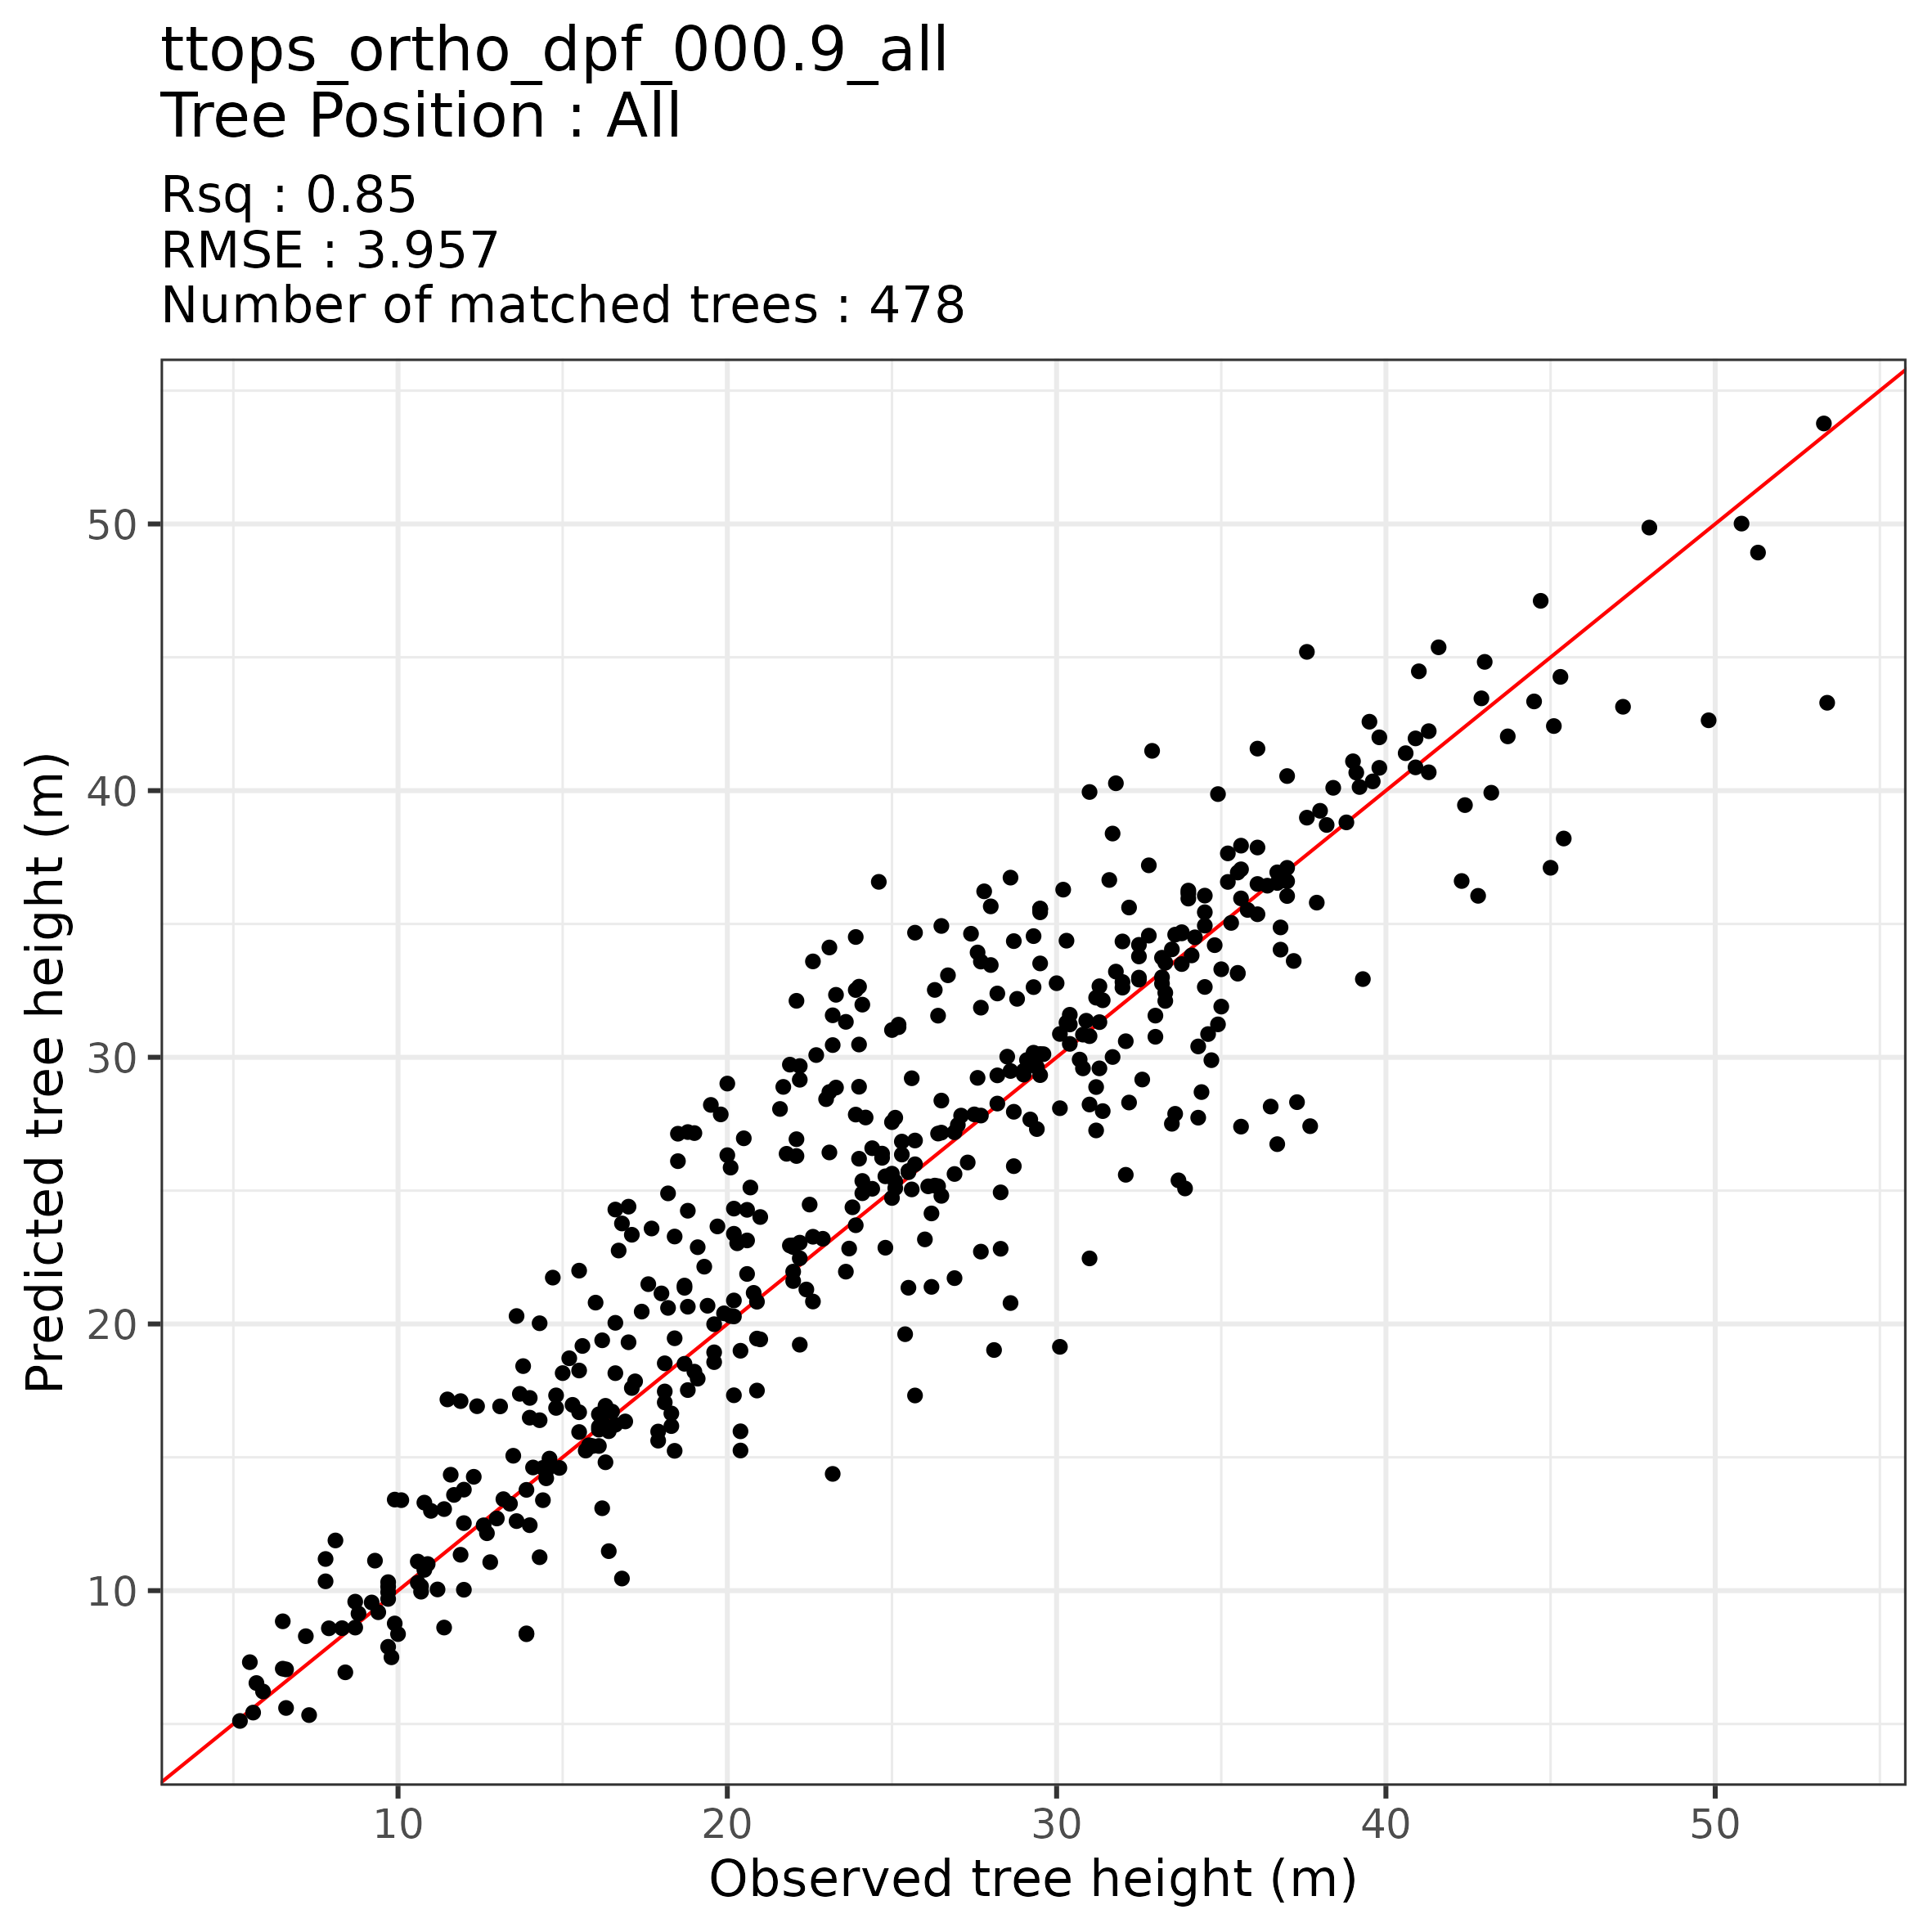 ttops_ortho_dpf_000.9_all
Tree Position : All
Rsq : 0.85
RMSE : 3.957
Number of matched trees : 478
50
40
30
20
10
Predicted tree height (m)
10 20 30 40 50
Observed tree height (m)